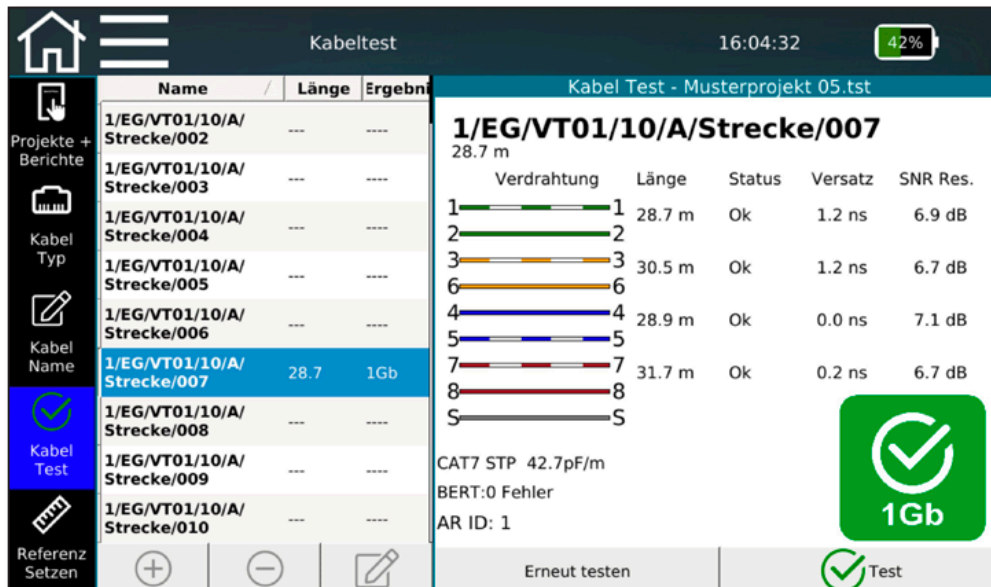 Kabeltest 16:04:32 42%
Projekte +
Berichte
Kabel
Typ
Kabel
Name
Kabel
Test
Referenz
Setzen
Name / Länge Ergebni
1/EG/VT01/10/A/
Strecke/002 --- ----
1/EG/VT01/10/A/
Strecke/003 --- ----
1/EG/VT01/10/A/
Strecke/004 --- ----
1/EG/VT01/10/A/
Strecke/005 --- ----
1/EG/VT01/10/A/
Strecke/006 --- ----
1/EG/VT01/10/A/
Strecke/007 28.7 1Gb
1/EG/VT01/10/A/
Strecke/008 --- ----
1/EG/VT01/10/A/
Strecke/009 --- ----
1/EG/VT01/10/A/
Strecke/010 --- ----
Kabel Test - Musterprojekt 05.tst
1/EG/VT01/10/A/Strecke/007
28.7 m
Verdrahtung Länge Status Versatz SNR Res.
1 1 28.7 m Ok 1.2 ns 6.9 dB
2 2
3 3 30.5 m Ok 1.2 ns 6.7 dB
6 6
4 4 28.9 m Ok 0.0 ns 7.1 dB
5 5
7 7 31.7 m Ok 0.2 ns 6.7 dB
8 8
S S
CAT7 STP 42.7pF/m
BERT:0 Fehler
AR ID: 1
1Gb
Erneut testen Test